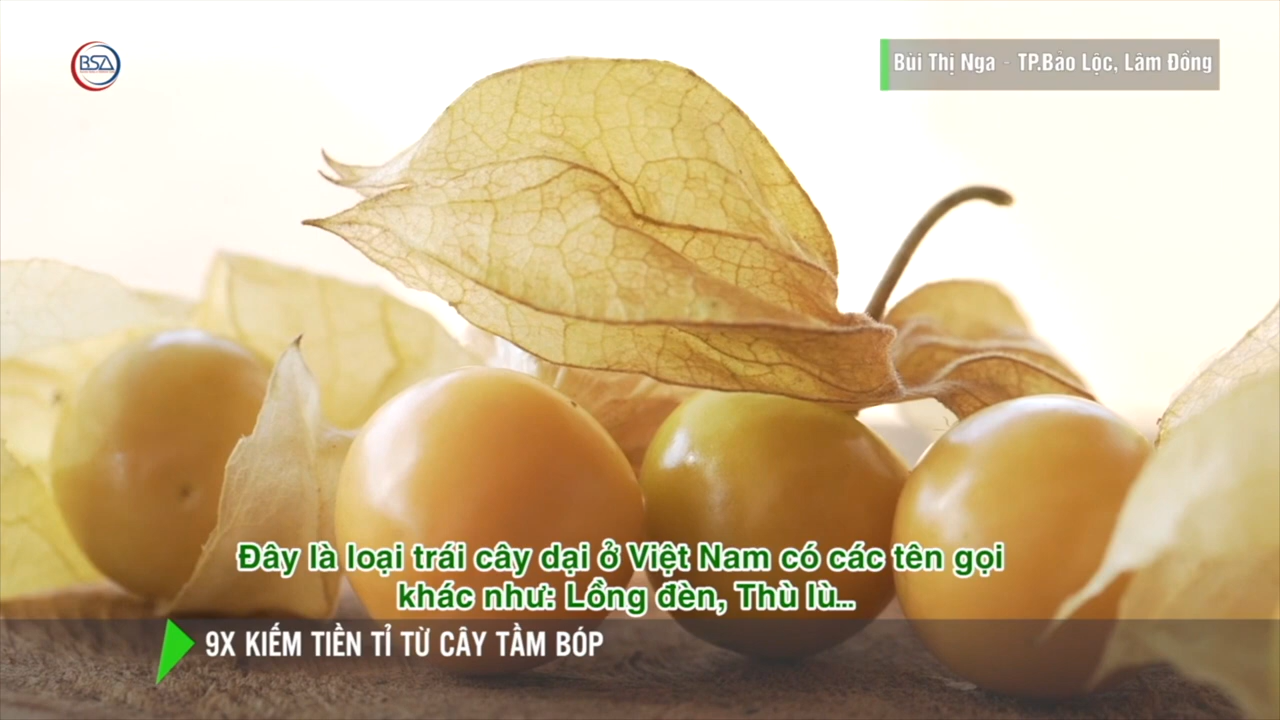 BSA
Bùi Thị Nga - TP.Bảo Lộc, Lâm Đồng
Đây là loại trái cây dại ở Việt Nam có các tên gọi
khác như: Lồng đèn, Thù lù...
9X KIẾM TIỀN TỈ TỪ CÂY TẦM BÓP